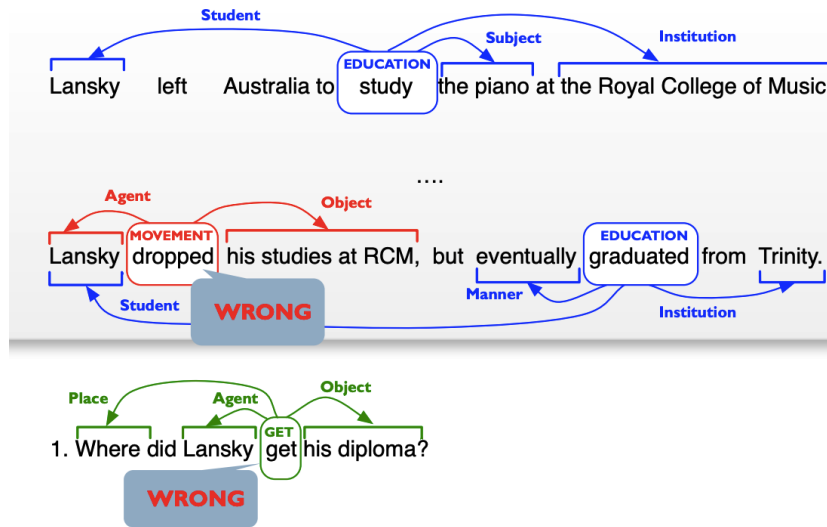 Student
Subject
Institution
EDUCATION
Lansky left Australia to study the piano at the Royal College of Music
....
Agent
Object
MOVEMENT
EDUCATION
Lansky dropped his studies at RCM, but eventually graduated from Trinity.
Student
WRONG
Manner
Institution
Place
Agent
Object
GET
1. Where did Lansky get his diploma?
WRONG